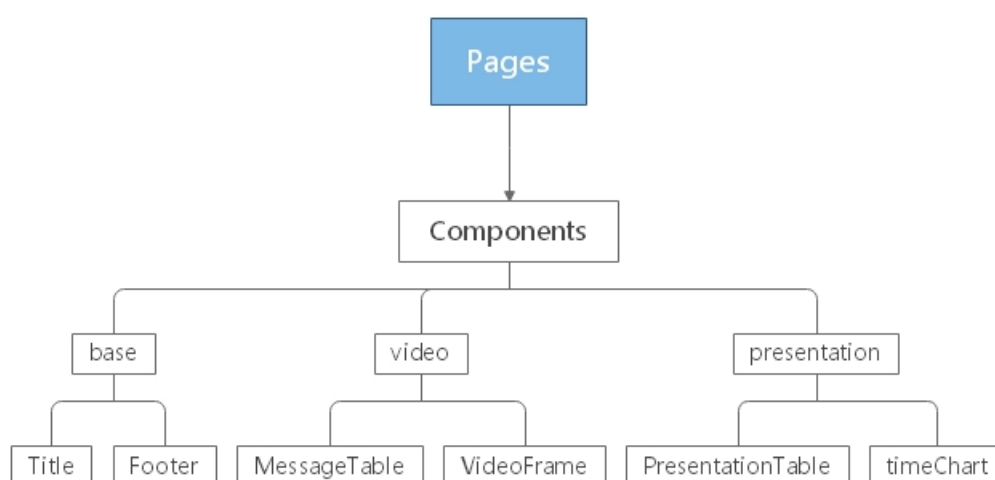 Pages
Components
base
video
presentation
Title
Footer
MessageTable
VideoFrame
PresentationTable
timeChart